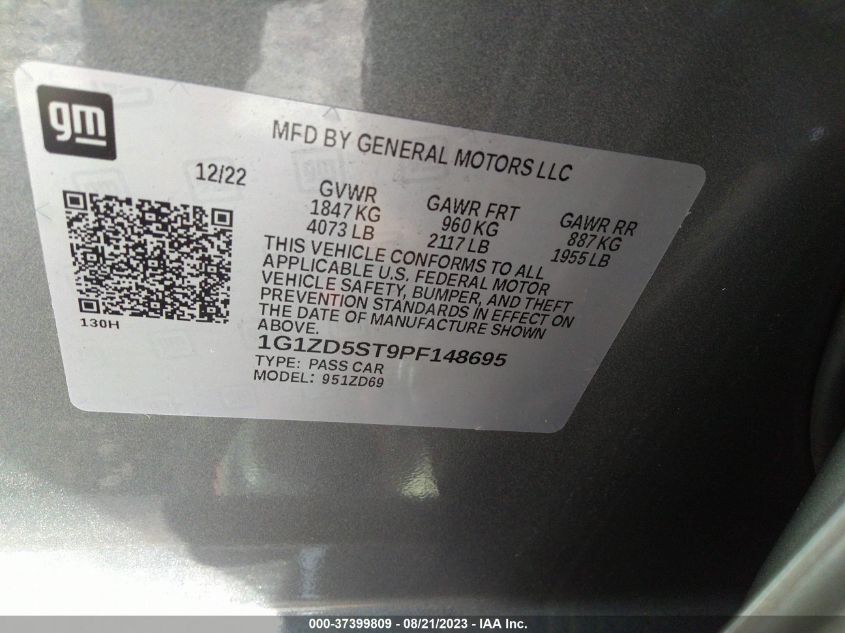 gm
MFD BY GENERAL MOTORS LLC
12/22
GVWR
1847 KG
4073 LB
GAWR FRT
960 KG
2117 LB
GAWR RR
887 KG
1955 LB
THIS VEHICLE CONFORMS TO ALL
APPLICABLE U.S. FEDERAL MOTOR
VEHICLE SAFETY, BUMPER, AND THEFT
PREVENTION STANDARDS IN EFFECT ON
THE DATE OF MANUFACTURE SHOWN
ABOVE.
130H
1G1ZD5ST9PF148695
TYPE: PASS CAR
MODEL: 951ZD69
000-37399809 - 08/21/2023 - IAA Inc.